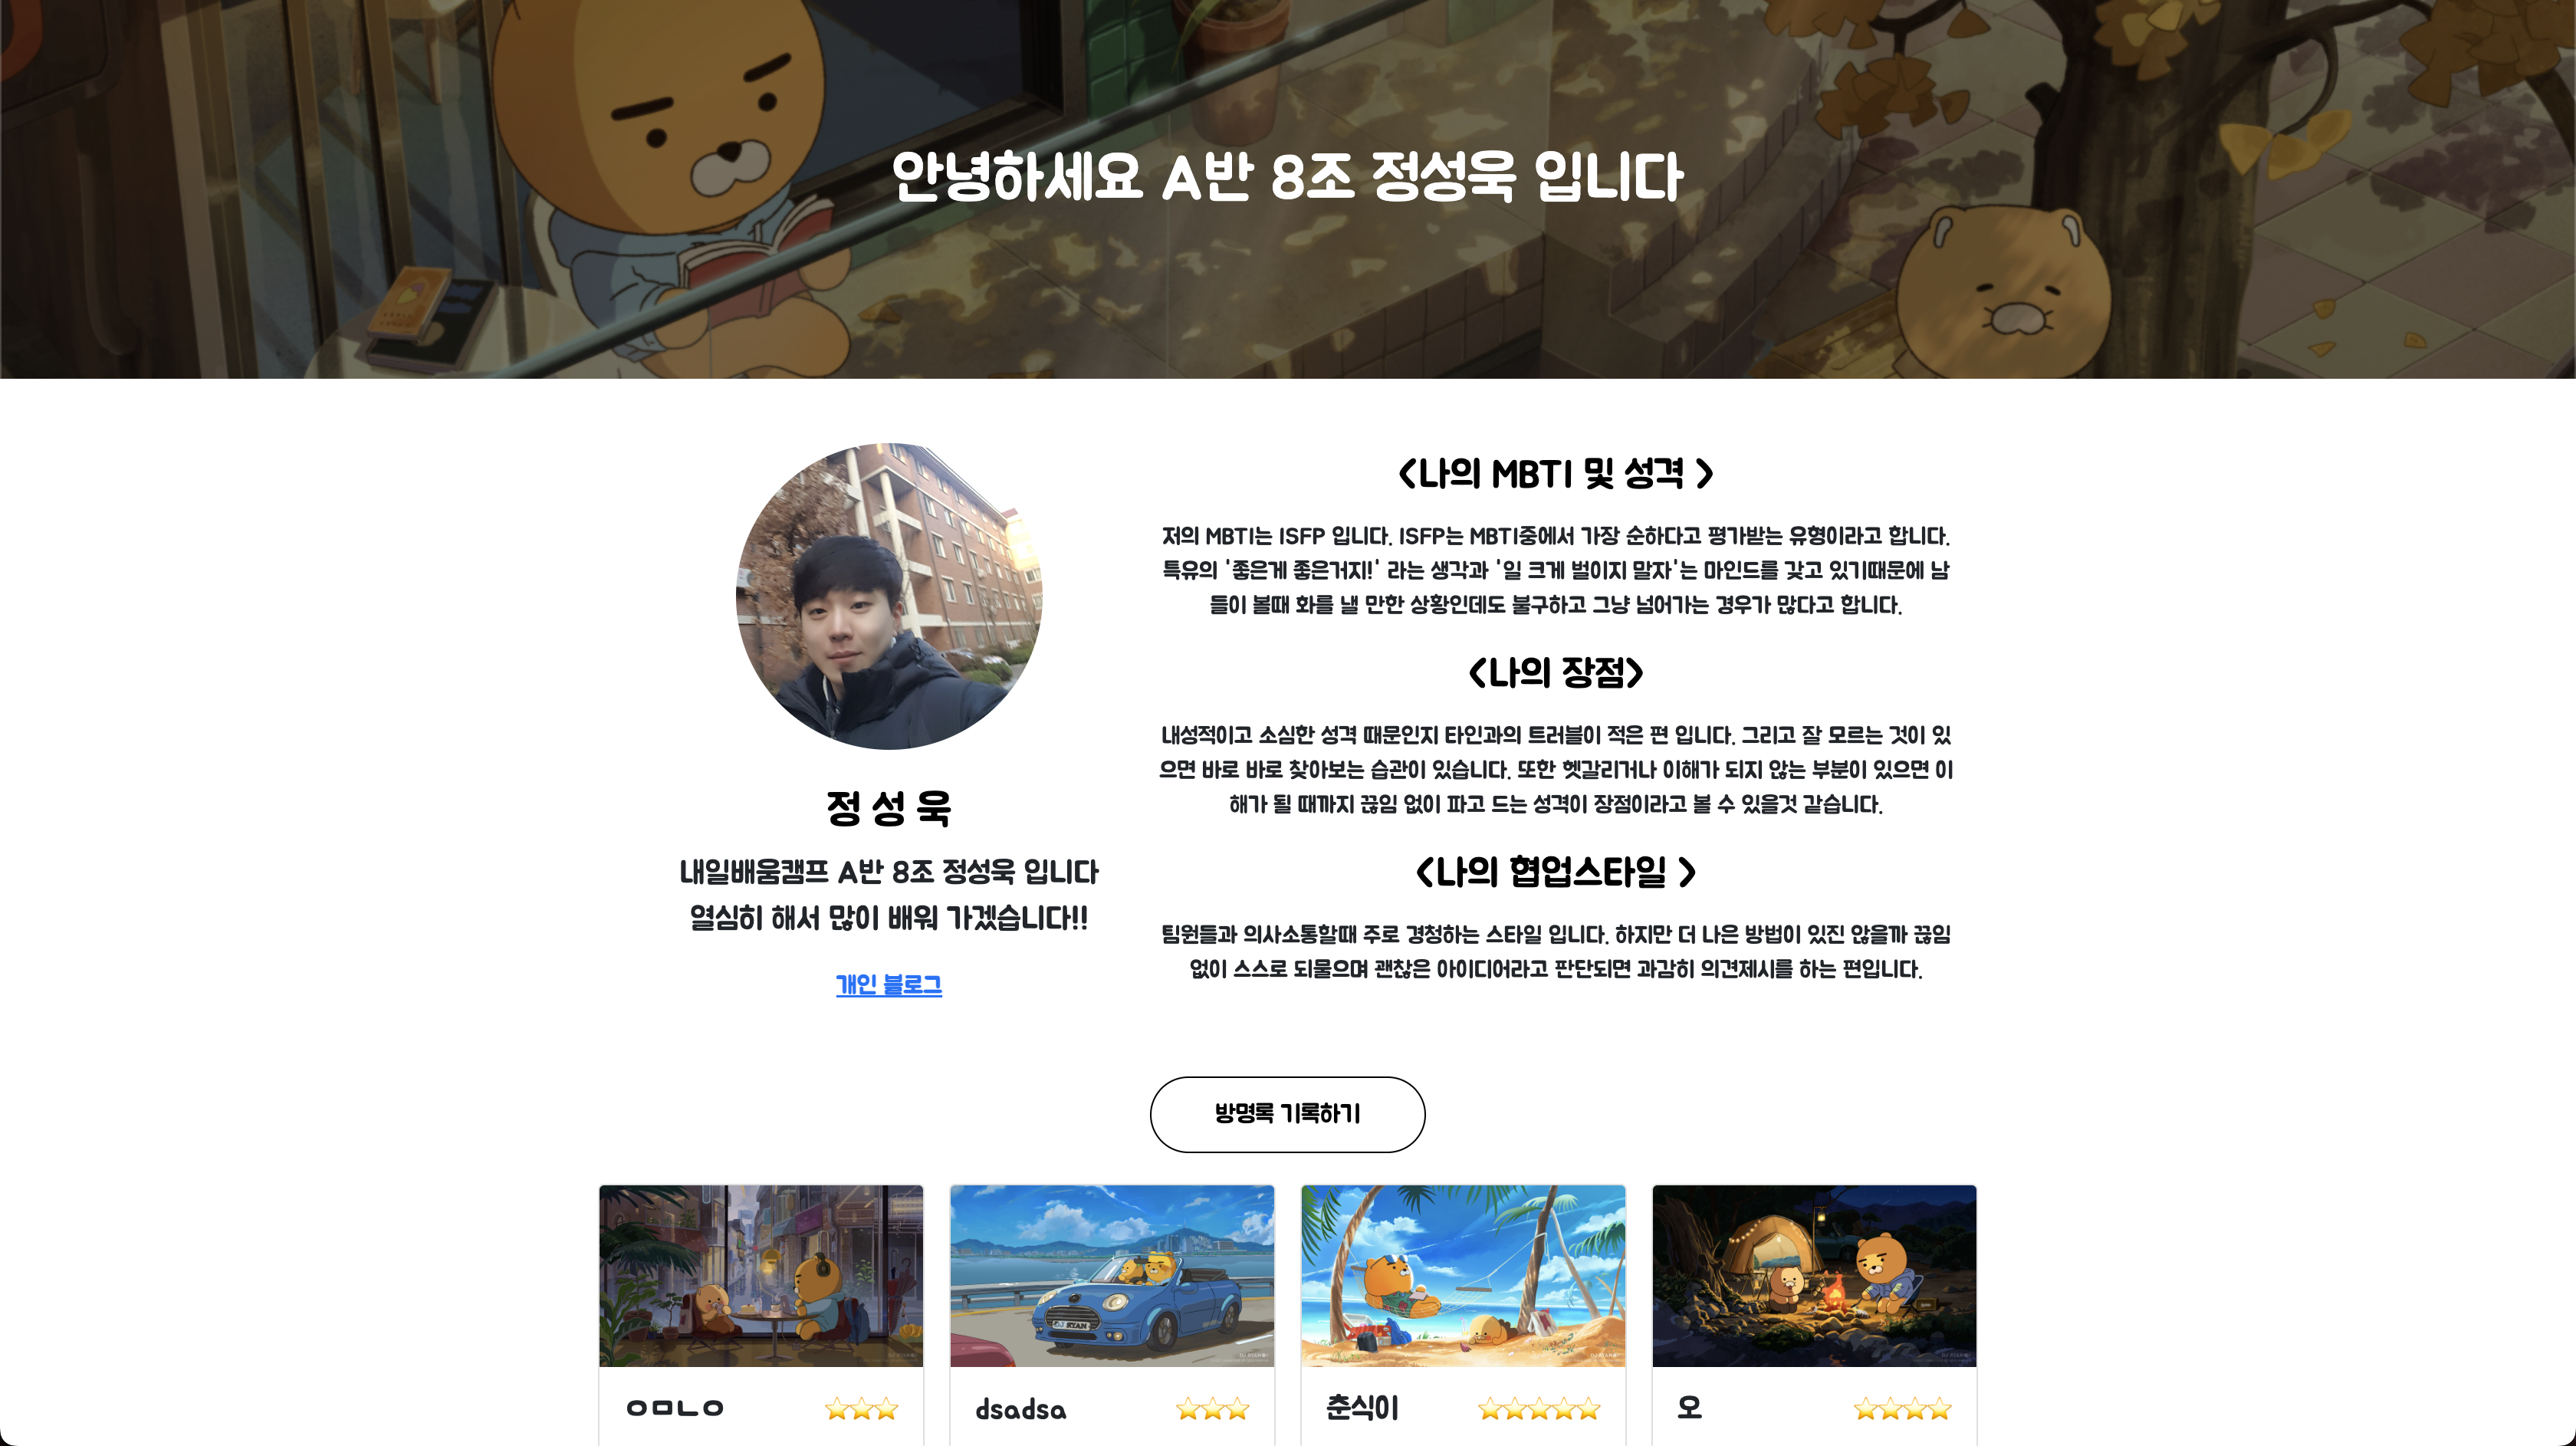 안녕하세요 A반 8조 정성욱 입니다
정 성 욱
내일배움캠프 A반 8조 정성욱 입니다
열심히 해서 많이 배워 가겠습니다!!
개인 블로그
<나의 MBTI 및 성격 >
저의 MBTI는 ISFP 입니다. ISFP는 MBTI중에서 가장 순하다고 평가받는 유형이라고 합니다.
특유의 '좋은게 좋은거지!' 라는 생각과 '일 크게 벌이지 말자'는 마인드를 갖고 있기때문에 남
들이 볼때 화를 낼 만한 상황인데도 불구하고 그냥 넘어가는 경우가 많다고 합니다.
<나의 장점>
내성적이고 소심한 성격 때문인지 타인과의 트러블이 적은 편 입니다. 그리고 잘 모르는 것이 있
으면 바로 바로 찾아보는 습관이 있습니다. 또한 헷갈리거나 이해가 되지 않는 부분이 있으면 이
해가 될 때까지 끊임 없이 파고 드는 성격이 장점이라고 볼 수 있을것 같습니다.
<나의 협업스타일 >
팀원들과 의사소통할때 주로 경청하는 스타일 입니다. 하지만 더 나은 방법이 있진 않을까 끊임
없이 스스로 되물으며 괜찮은 아이디어라고 판단되면 과감히 의견제시를 하는 편입니다.
방명록 기록하기
DJ RYAN
ㅇㅁㄴㅇ ⭐⭐⭐
dsadsa ⭐⭐⭐
춘식이 ⭐⭐⭐⭐⭐
오 ⭐⭐⭐⭐